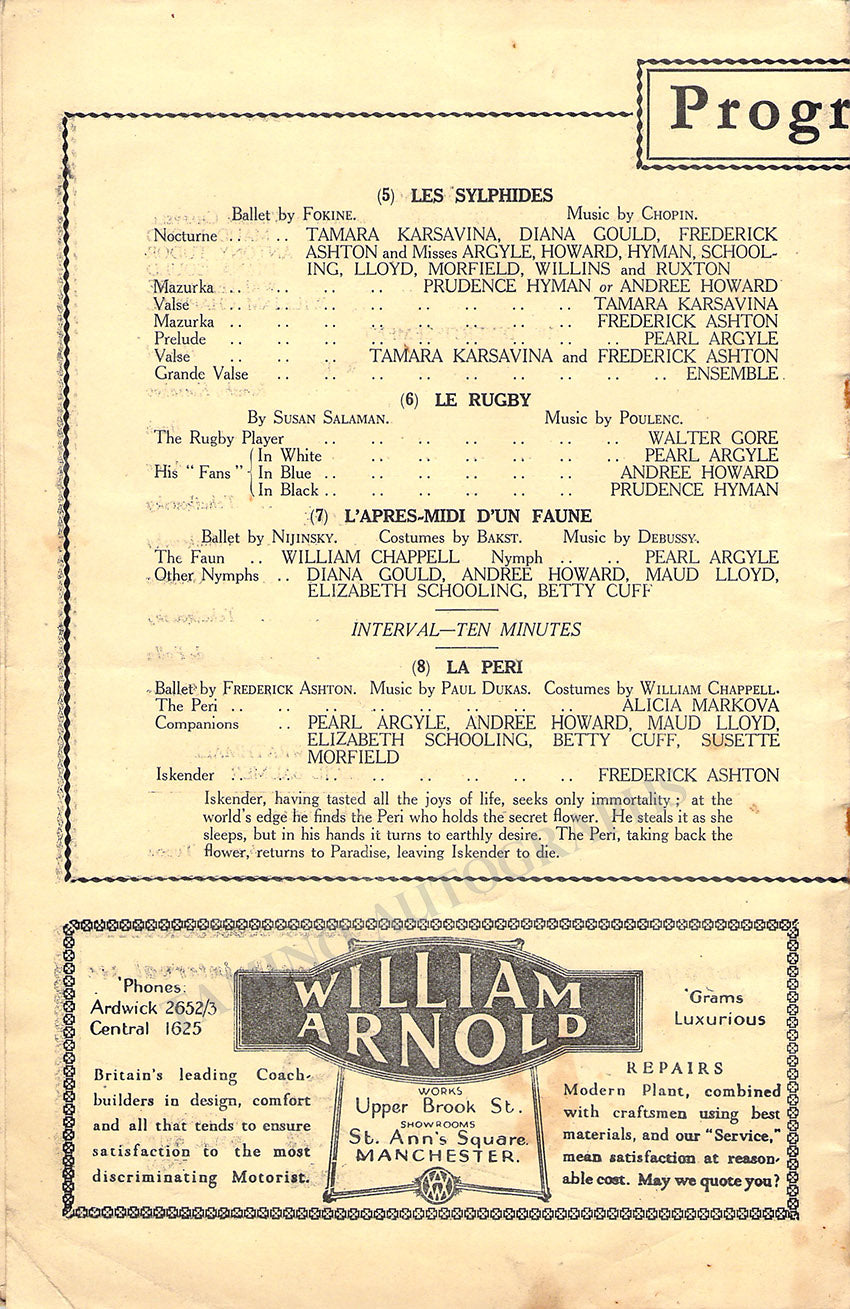 Progr
(5) LES SYLPHIDES
Ballet by FOKINE. Music by CHOPIN.
Nocturne .. .. TAMARA KARSAVINA, DIANA GOULD, FREDERICK
ASHTON and Misses ARGYLE, HOWARD, HYMAN, SCHOOL-
ING, LLOYD, MORFIELD, WILLINS and RUXTON
Mazurka .. .. .. .. PRUDENCE HYMAN or ANDREE HOWARD
Valse .. .. .. .. .. .. .. .. TAMARA KARSAVINA
Mazurka .. .. .. .. .. .. .. .. FREDERICK ASHTON
Prelude .. .. .. .. .. .. .. .. .. PEARL ARGYLE
Valse .. .. .. TAMARA KARSAVINA and FREDERICK ASHTON
Grande Valse .. .. .. .. .. .. .. .. .. ENSEMBLE
(6) LE RUGBY
By SUSAN SALAMAN. Music by POULENC.
The Rugby Player .. .. .. .. .. .. .. WALTER GORE
In White .. .. .. .. .. .. PEARL ARGYLE
His "Fans" In Blue .. .. .. .. .. .. ANDREE HOWARD
In Black .. .. .. .. .. .. PRUDENCE HYMAN
(7) L'APRES-MIDI D'UN FAUNE
Ballet by NIJINSKY. Costumes by BAKST. Music by DEBUSSY.
The Faun .. WILLIAM CHAPPELL Nymph .. .. PEARL ARGYLE
Other Nymphs .. DIANA GOULD, ANDREE HOWARD, MAUD LLOYD,
ELIZABETH SCHOOLING, BETTY CUFF
INTERVAL—TEN MINUTES
(8) LA PERI
Ballet by FREDERICK ASHTON. Music by PAUL DUKAS. Costumes by WILLIAM CHAPPELL.
The Peri .. .. .. .. .. .. .. .. ALICIA MARKOVA
Companions .. PEARL ARGYLE, ANDREE HOWARD, MAUD LLOYD,
ELIZABETH SCHOOLING, BETTY CUFF, SUSETTE
MORFIELD
Iskender .. .. .. .. .. .. .. .. FREDERICK ASHTON
Iskender, having tasted all the joys of life, seeks only immortality; at the
world's edge he finds the Peri who holds the secret flower. He steals it as she
sleeps, but in his hands it turns to earthly desire. The Peri, taking back the
flower, returns to Paradise, leaving Iskender to die.
TAMINO AUTOGRAPHS
WILLIAM
ARNOLD
'Phones:
Ardwick 2652/3
Central 1625
'Grams
Luxurious
Britain's leading Coach-
builders in design, comfort
and all that tends to ensure
satisfaction to the most
discriminating Motorist.
WORKS
Upper Brook St.
SHOWROOMS
St. Ann's Square.
MANCHESTER.
REPAIRS
Modern Plant, combined
with craftsmen using best
materials, and our "Service,"
mean satisfaction at reason-
able cost. May we quote you?